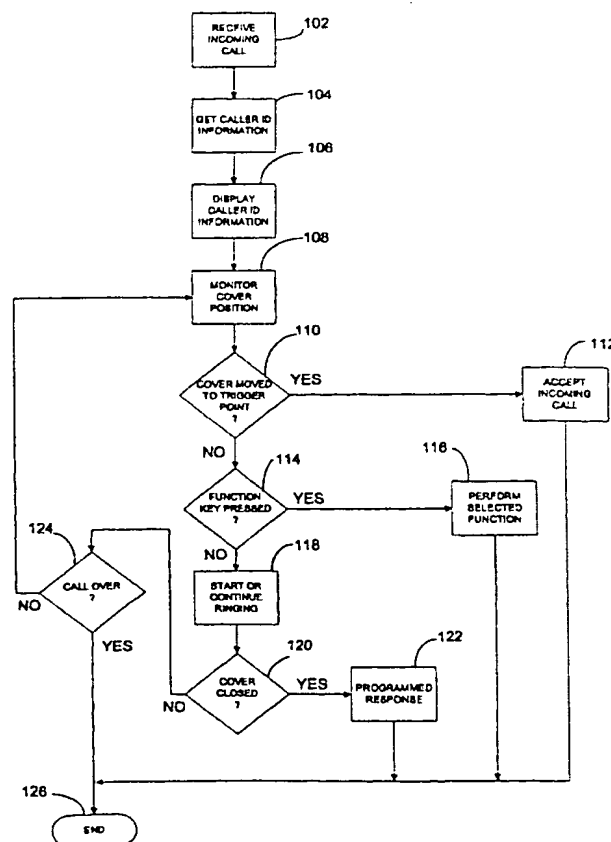 RECEIVE
INCOMING
CALL
102
104
GET CALLER ID
INFORMATION
106
DISPLAY
CALLER ID
INFORMATION
108
MONITOR
COVER
POSITION
110
COVER MOVED
TO TRIGGER
POINT
?
YES
112
ACCEPT
INCOMING
CALL
NO
114
FUNCTION
KEY PRESSED
?
YES
116
PERFORM
SELECTED
FUNCTION
NO
118
START OR
CONTINUE
RINGING
124
CALL OVER
?
NO
YES
120
COVER
CLOSED
?
NO
YES
122
PROGRAMMED
RESPONSE
126
END